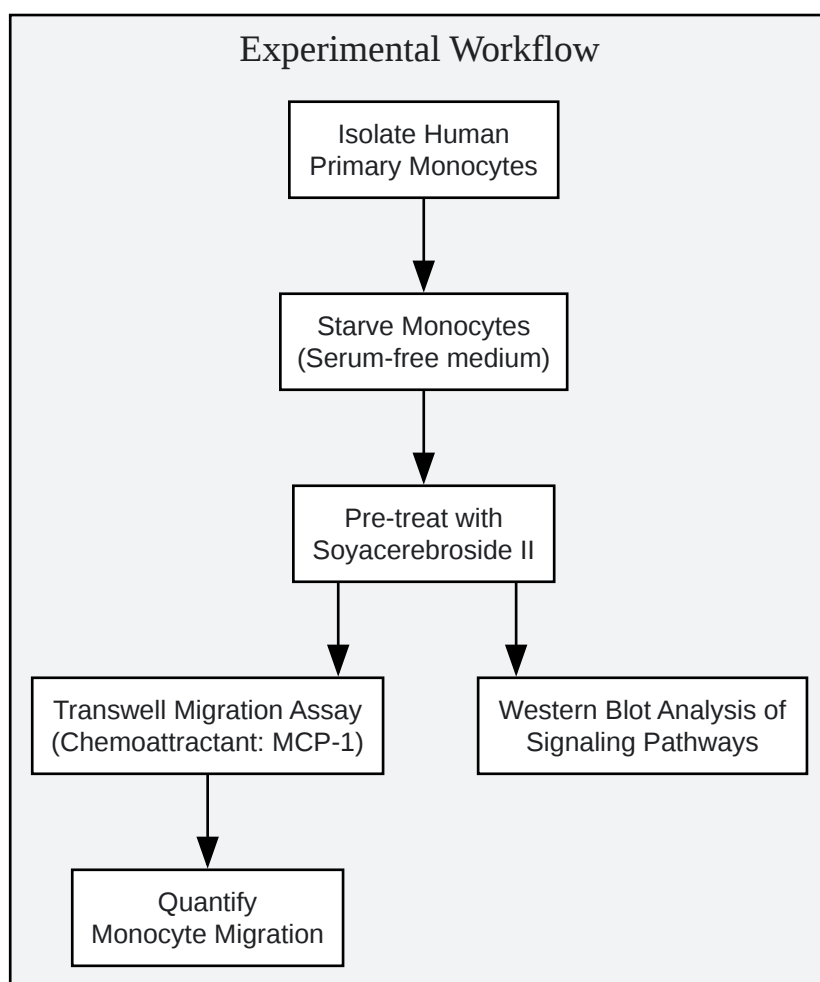 Experimental Workflow
Isolate Human
Primary Monocytes
Starve Monocytes
(Serum-free medium)
Pre-treat with
Soyacerebroside II
Transwell Migration Assay
(Chemoattractant: MCP-1)
Western Blot Analysis of
Signaling Pathways
Quantify
Monocyte Migration